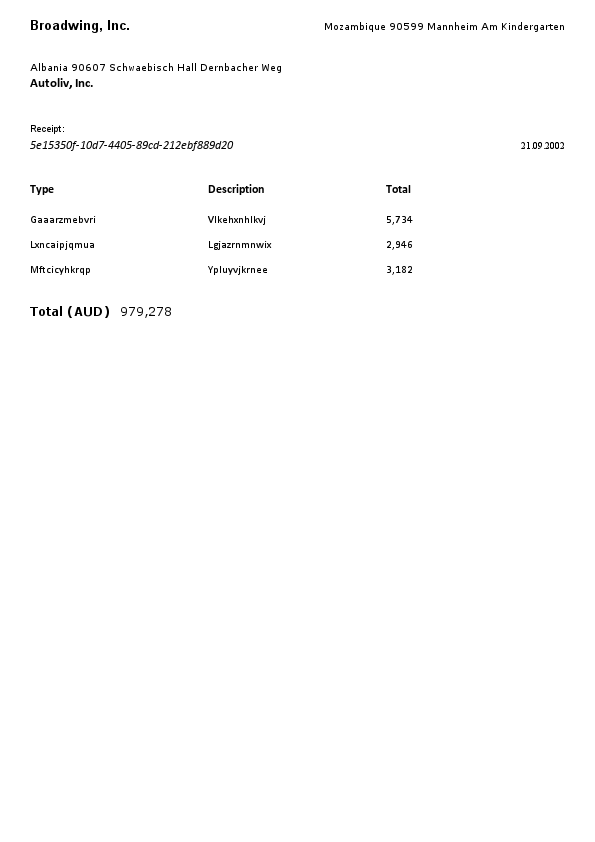 Broadwing, Inc. Mozambique 90599 Mannheim Am Kindergarten
Albania 90607 Schwaebisch Hall Dernbacher Weg
Autoliv, Inc.
Receipt:
5e15350f-10d7-4405-89cd-212ebf889d20 21.09.2002
Type Description Total
Gaaarzmebvri Vlkehxnhlkvj 5,734
Lxncaipjqmua Lgjazrnmnwix 2,946
Mftcicyhkrqp Ypluyvjkrnee 3,182
Total (AUD) 979,278